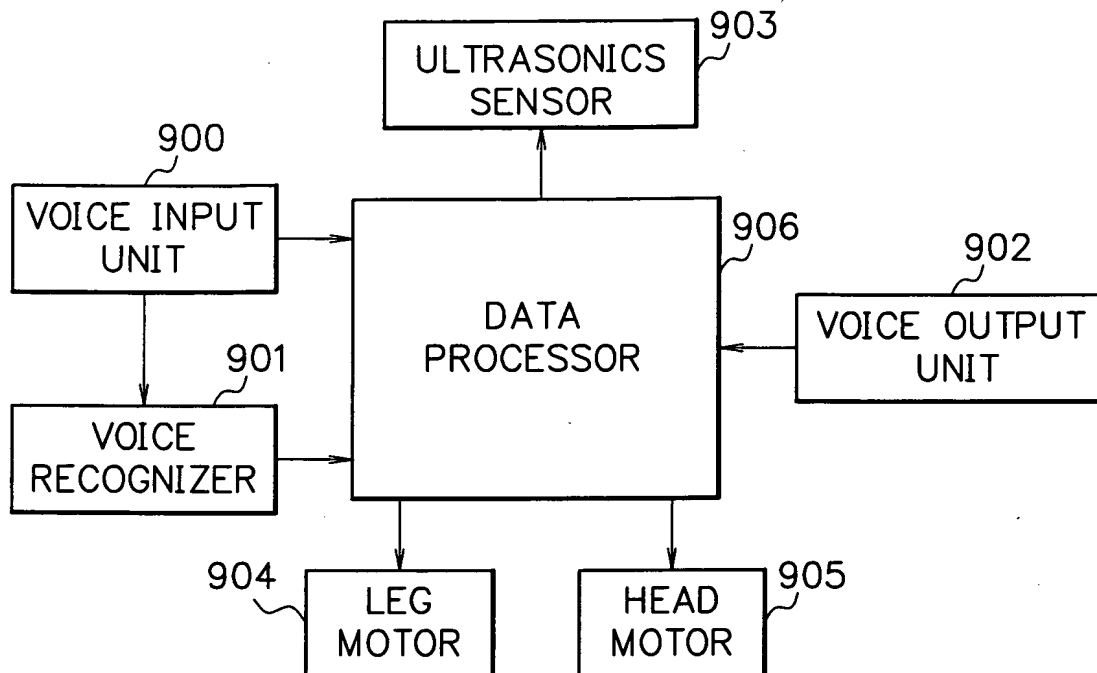 903
ULTRASONICS
SENSOR
900
VOICE INPUT
UNIT
906
902
DATA
PROCESSOR
VOICE OUTPUT
UNIT
901
VOICE
RECOGNIZER
904
LEG
MOTOR
HEAD
MOTOR
905